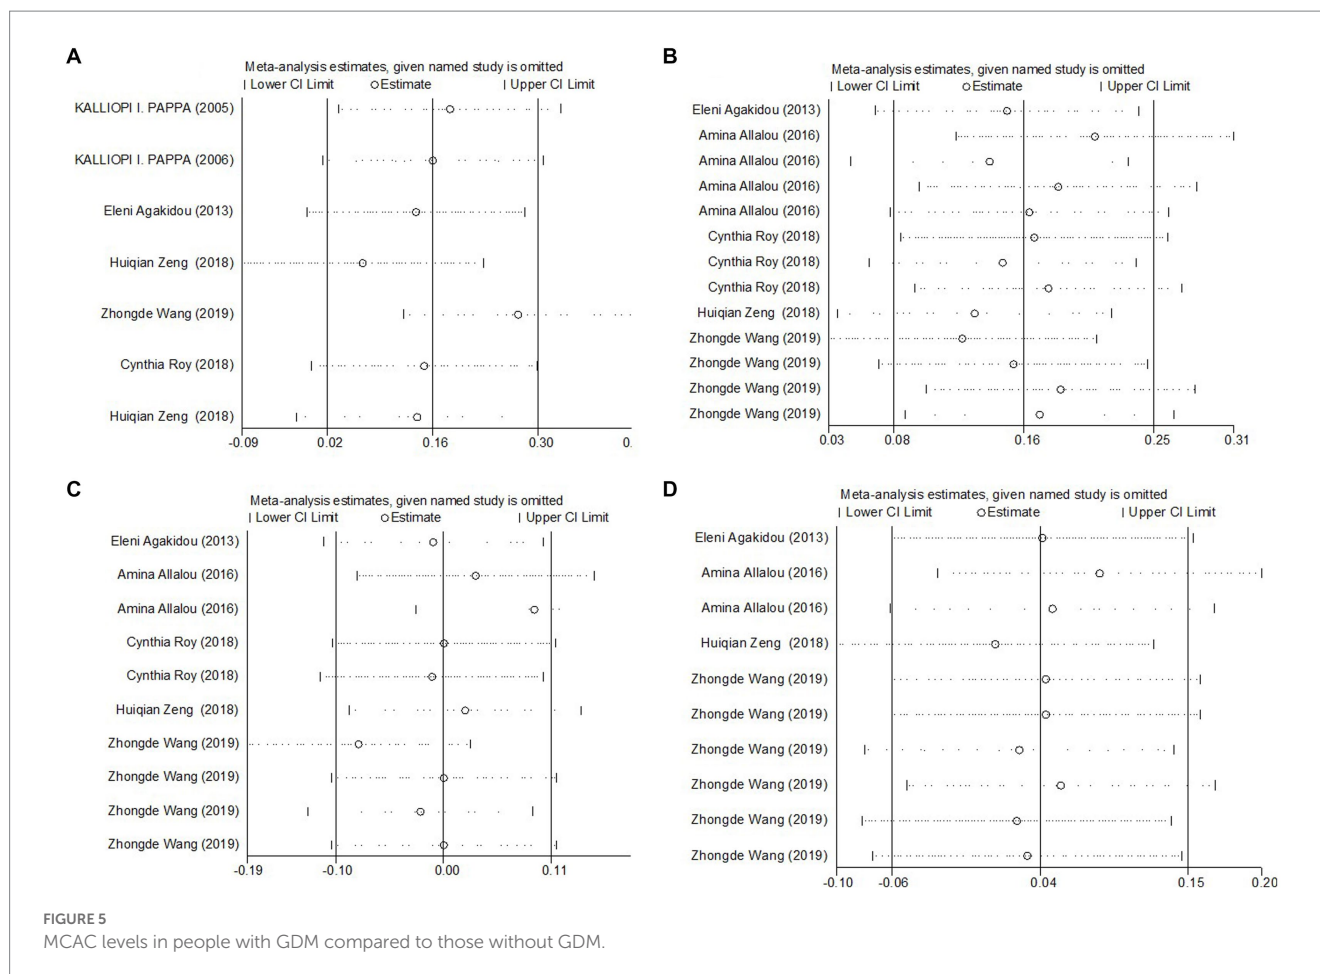 A
Meta-analysis estimates, given named study is omitted
Lower CI Limit Estimate Upper CI Limit
KALLIOPI I. PAPPA (2005)
KALLIOPI I. PAPPA (2006)
Eleni Agakidou (2013)
Huiqian Zeng (2018)
Zhongde Wang (2019)
Cynthia Roy (2018)
Huiqian Zeng (2018)
-0.09 0.02 0.16 0.30 0.
B
Meta-analysis estimates, given named study is omitted
Lower CI Limit Estimate Upper CI Limit
Eleni Agakidou (2013)
Amina Allalou (2016)
Amina Allalou (2016)
Amina Allalou (2016)
Amina Allalou (2016)
Cynthia Roy (2018)
Cynthia Roy (2018)
Cynthia Roy (2018)
Huiqian Zeng (2018)
Zhongde Wang (2019)
Zhongde Wang (2019)
Zhongde Wang (2019)
Zhongde Wang (2019)
0.03 0.08 0.16 0.25 0.31
C
Meta-analysis estimates, given named study is omitted
Lower CI Limit Estimate Upper CI Limit
Eleni Agakidou (2013)
Amina Allalou (2016)
Amina Allalou (2016)
Cynthia Roy (2018)
Cynthia Roy (2018)
Huiqian Zeng (2018)
Zhongde Wang (2019)
Zhongde Wang (2019)
Zhongde Wang (2019)
Zhongde Wang (2019)
-0.19 -0.10 0.00 0.11
D
Meta-analysis estimates, given named study is omitted
Lower CI Limit Estimate Upper CI Limit
Eleni Agakidou (2013)
Amina Allalou (2016)
Amina Allalou (2016)
Huiqian Zeng (2018)
Zhongde Wang (2019)
Zhongde Wang (2019)
Zhongde Wang (2019)
Zhongde Wang (2019)
Zhongde Wang (2019)
Zhongde Wang (2019)
-0.10 -0.06 0.04 0.15 0.20
FIGURE 5
MCAC levels in people with GDM compared to those without GDM.